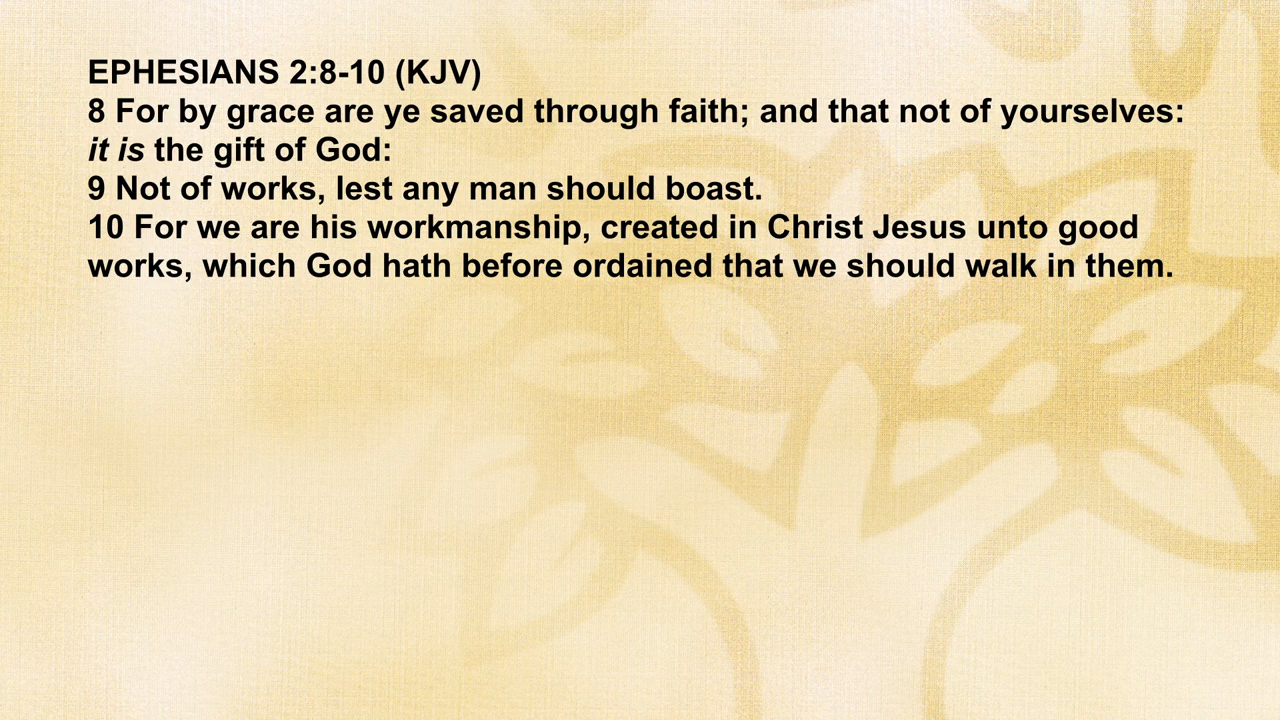 EPHESIANS 2:8-10 (KJV)
8 For by grace are ye saved through faith; and that not of yourselves:
it is the gift of God:
9 Not of works, lest any man should boast.
10 For we are his workmanship, created in Christ Jesus unto good
works, which God hath before ordained that we should walk in them.